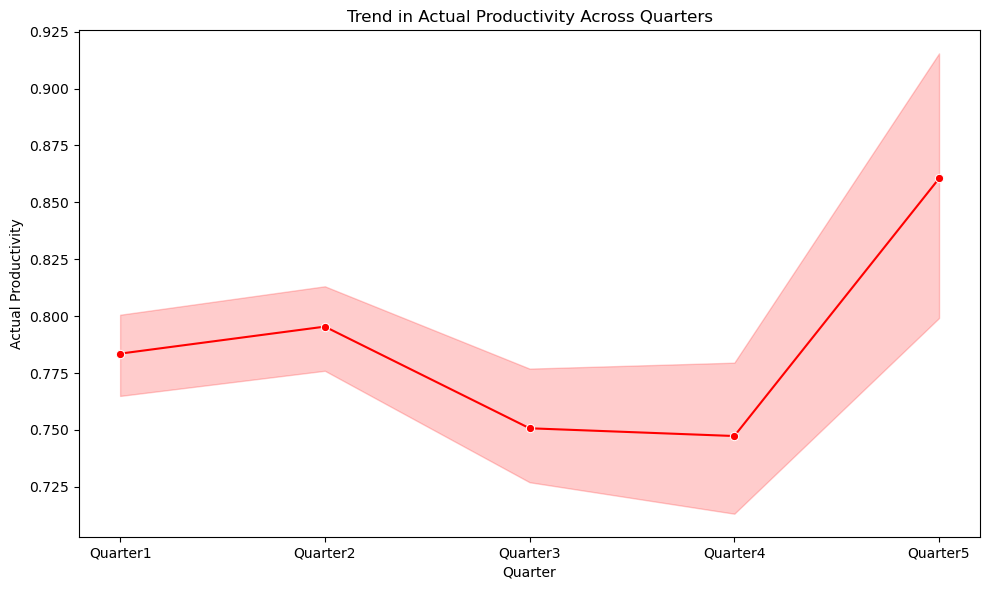 Trend in Actual Productivity Across Quarters
Actual Productivity
0.925
0.900
0.875
0.850
0.825
0.800
0.775
0.750
0.725
Quarter1 Quarter2 Quarter3 Quarter4 Quarter5
Quarter